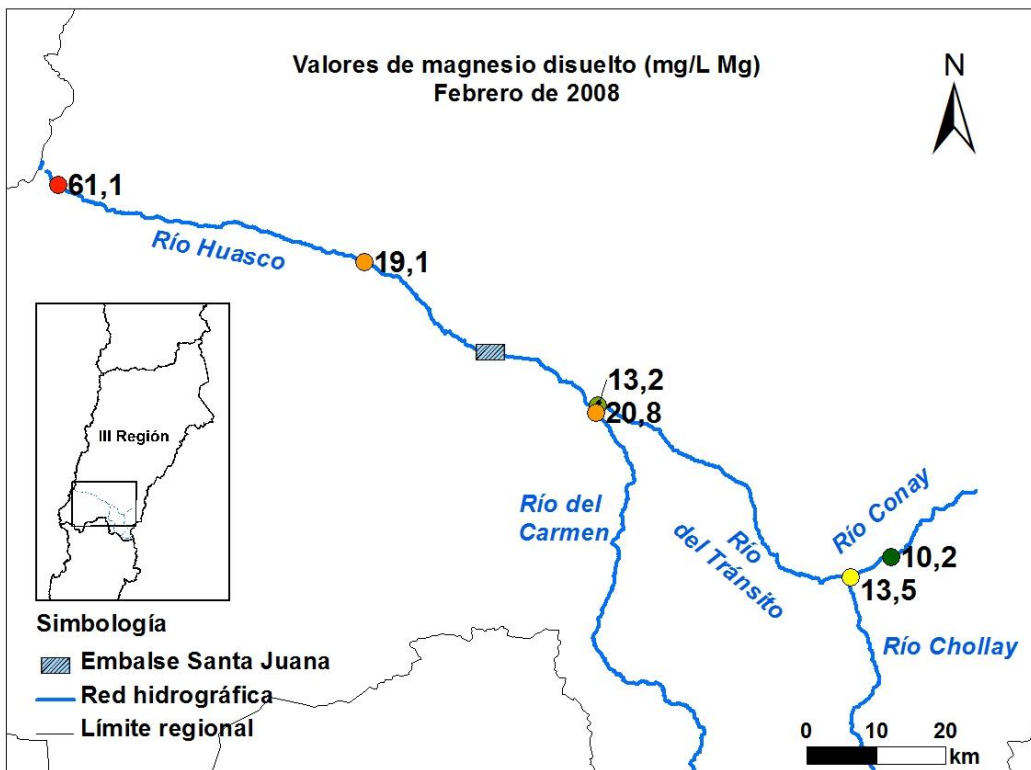 Valores de magnesio disuelto (mg/L Mg)
Febrero de 2008
N
61,1
Río Huasco
19,1
13,2
20,8
III Región
Río del
Carmen
Río
del Tránsito
Río Conay
10,2
13,5
Río Chollay
Simbología
Embalse Santa Juana
Red hidrográfica
Límite regional
0 10 20
km